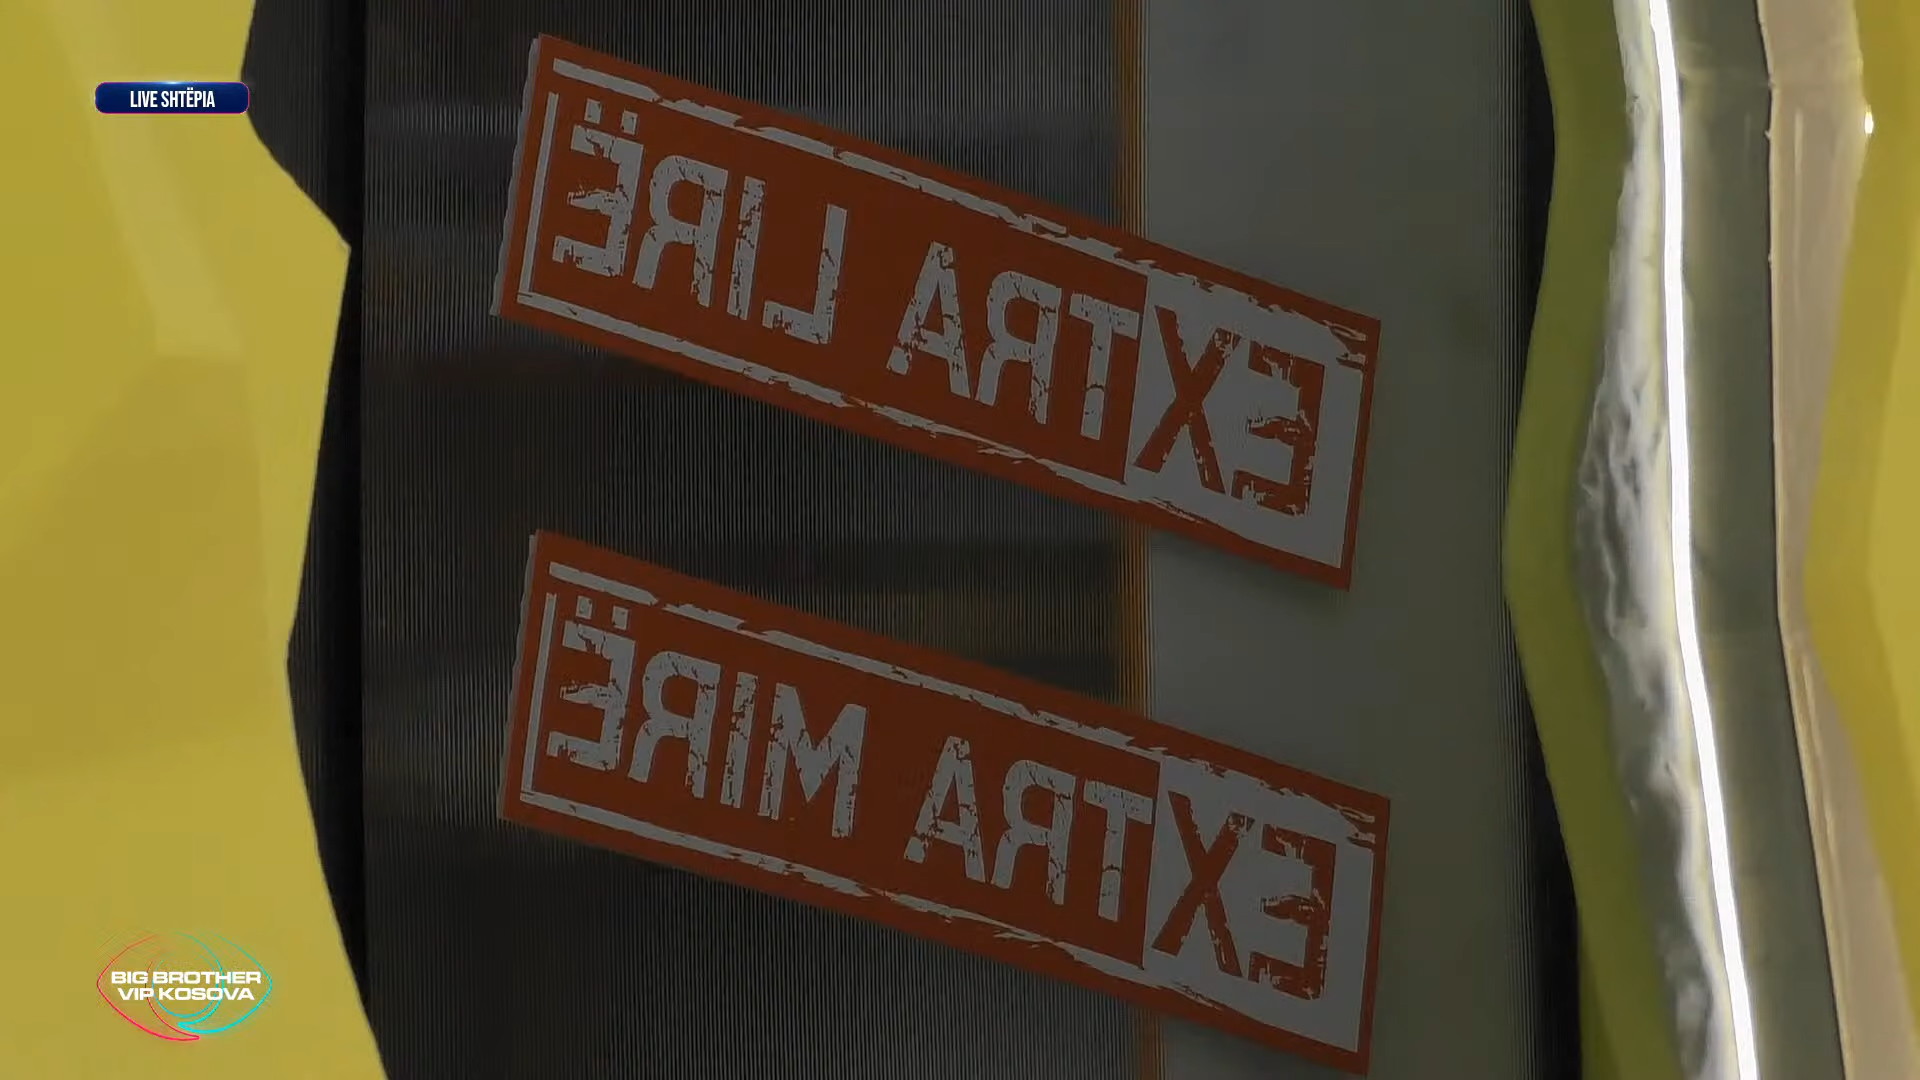 LIVE SHTËPIA
EXTRA LIRË
EXTRA MIRË
BIG BROTHER
VIP KOSOVA